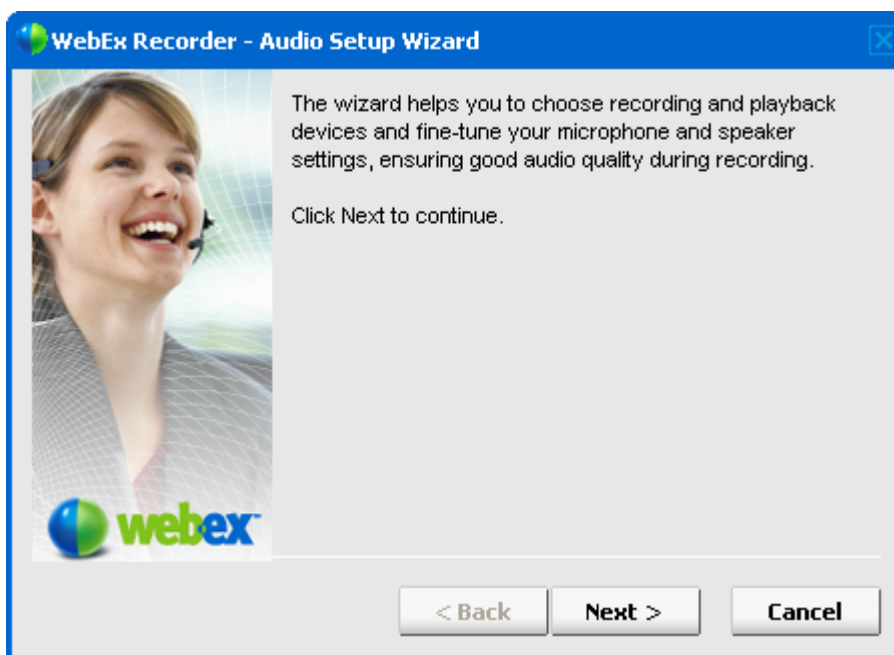 WebEx Recorder - Audio Setup Wizard
The wizard helps you to choose recording and playback
devices and fine-tune your microphone and speaker
settings, ensuring good audio quality during recording.
Click Next to continue.
webex™
< Back Next > Cancel